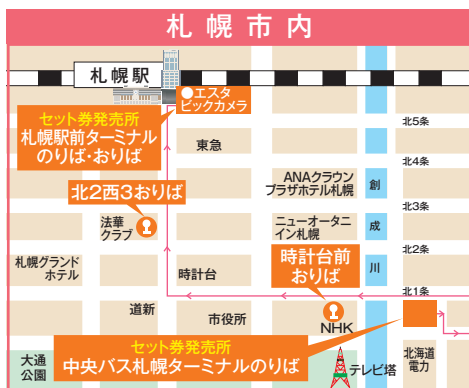 札幌市内
札幌駅
●エスタ
ビックカメラ
セット券発売所
札幌駅前ターミナル
のりば・おりば
東急
北5条
北4条
ANAクラウン
プラザホテル札幌
創
成
川
北2西3おりば
法華
クラブ
北3条
ニューオータニ
イン札幌
北2条
札幌グランド
ホテル
時計台
時計台前
おりば
北1条
道新
市役所
NHK
セット券発売所
中央バス札幌ターミナルのりば
大通
公園
テレビ塔
北海道
電力